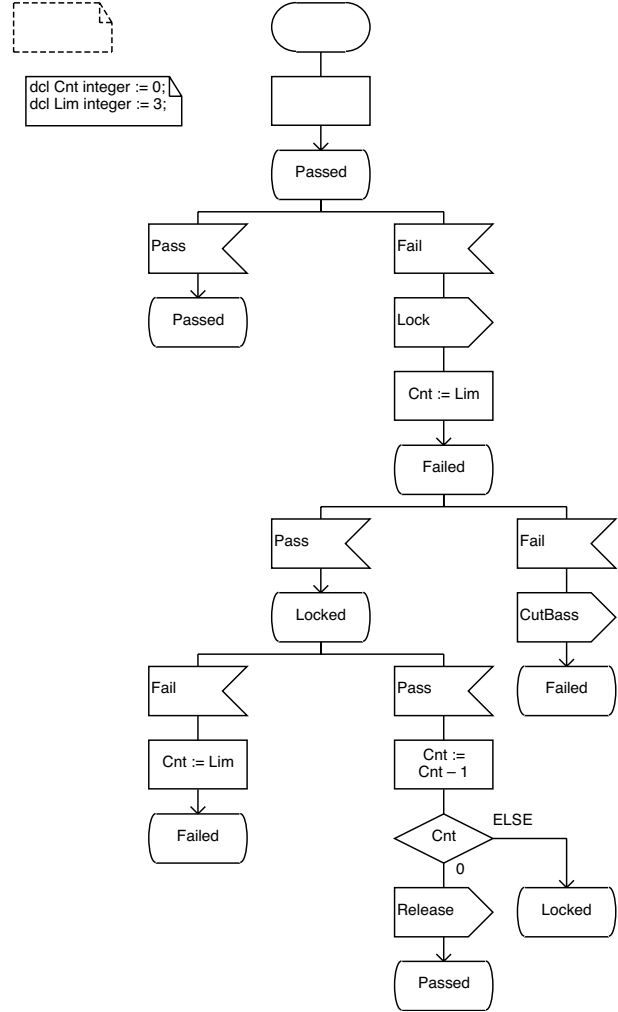 dcl Cnt integer := 0;
dcl Lim integer := 3;
Passed
Pass
Fail
Passed
Lock
Cnt := Lim
Failed
Pass
Fail
Locked
CutBass
Fail
Pass
Failed
Cnt := Lim
Cnt :=
Cnt – 1
Failed
Cnt
ELSE
0
Release
Locked
Passed